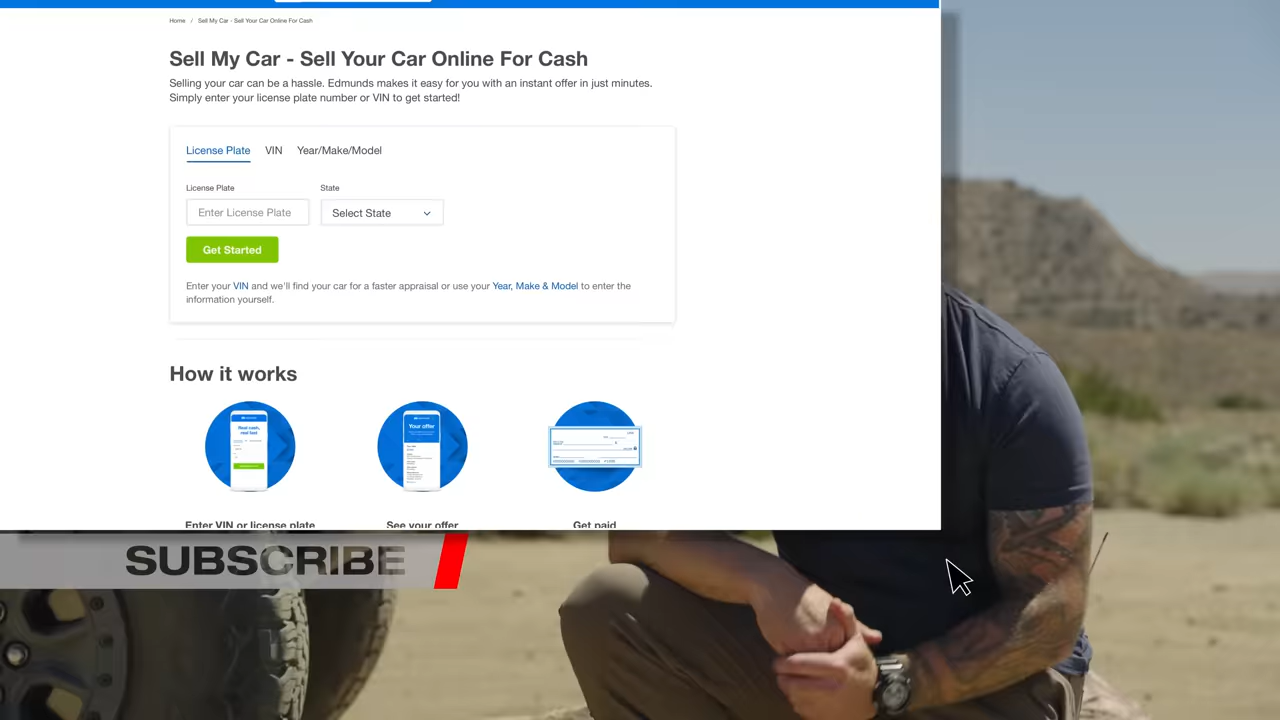 Home / Sell My Car - Sell Your Car Online For Cash
Sell My Car - Sell Your Car Online For Cash
Selling your car can be a hassle. Edmunds makes it easy for you with an instant offer in just minutes.
Simply enter your license plate number or VIN to get started!
License Plate VIN Year/Make/Model
License Plate State
Enter License Plate Select State
Get Started
Enter your VIN and we'll find your car for a faster appraisal or use your Year, Make & Model to enter the
information yourself.
How it works
Real cash,
real fast
Your offer
Enter VIN or license plate See your offer Get paid
SUBSCRIBE